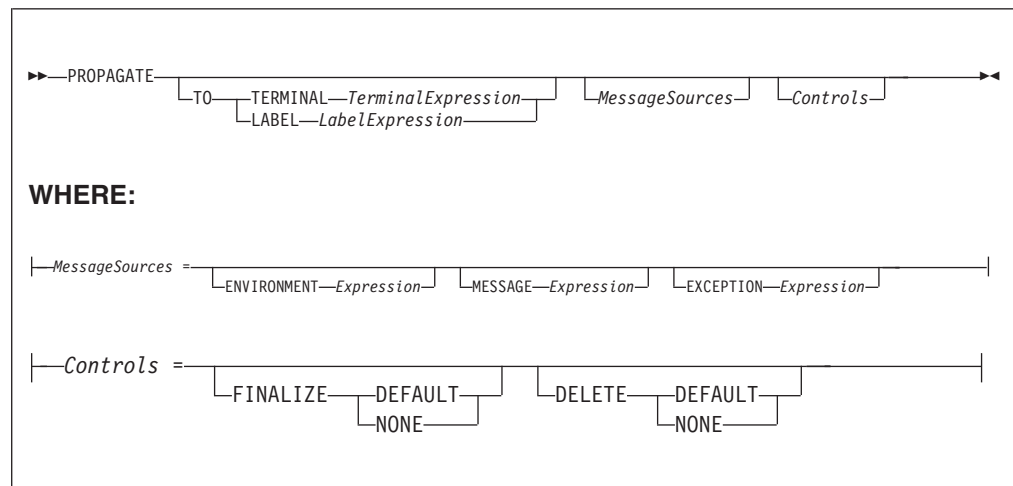 PROPAGATE
TO TERMINAL TerminalExpression MessageSources Controls
LABEL LabelExpression
WHERE:
MessageSources =
ENVIRONMENT Expression MESSAGE Expression EXCEPTION Expression
Controls =
FINALIZE DEFAULT DELETE DEFAULT
NONE NONE